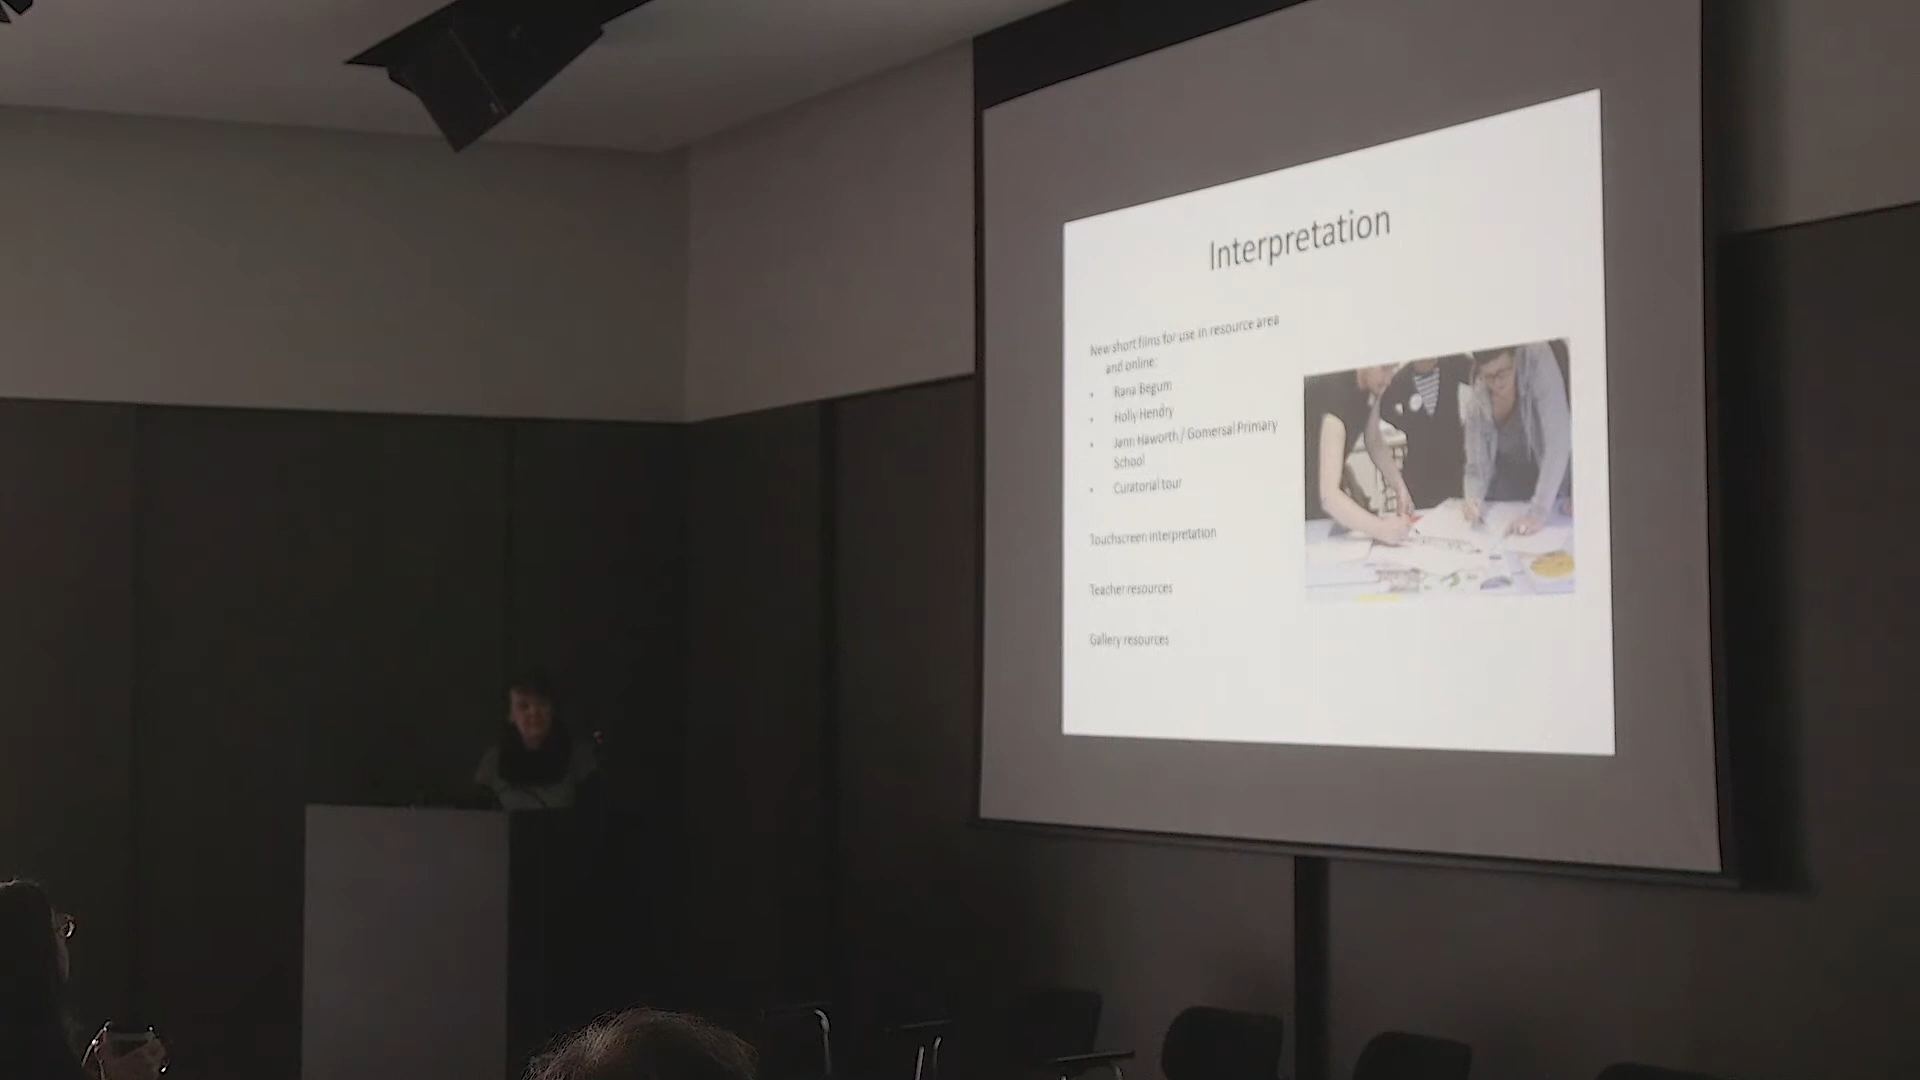 Interpretation
New short films for use in resource area
and online:
• Rana Begum
• Holly Hendry
• Jann Haworth / Gomersal Primary
School
• Curatorial tour
Touchscreen interpretation
Teacher resources
Gallery resources